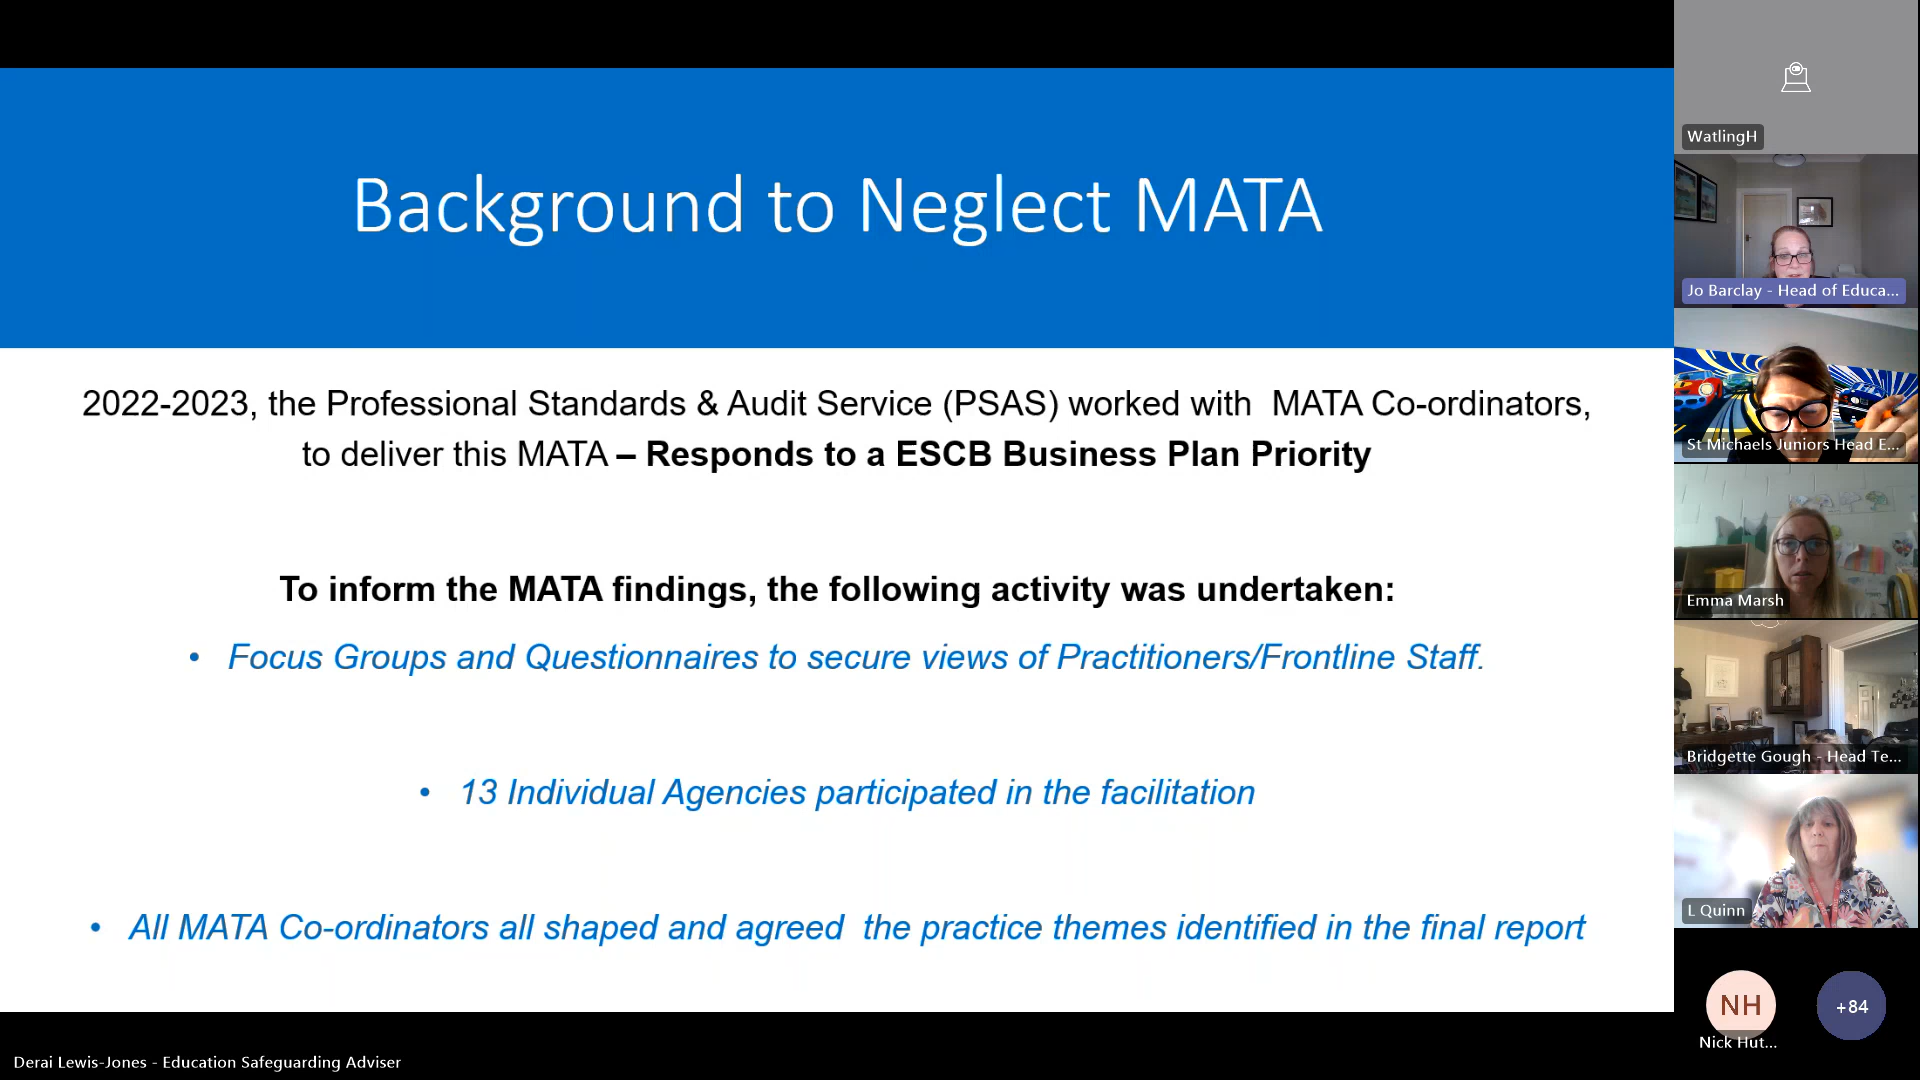 Background to Neglect MATA
2022-2023, the Professional Standards & Audit Service (PSAS) worked with  MATA Co-ordinators,
to deliver this MATA – Responds to a ESCB Business Plan Priority
To inform the MATA findings, the following activity was undertaken:
• Focus Groups and Questionnaires to secure views of Practitioners/Frontline Staff.
• 13 Individual Agencies participated in the facilitation
• All MATA Co-ordinators all shaped and agreed  the practice themes identified in the final report
Derai Lewis-Jones - Education Safeguarding Adviser
WatlingH
Jo Barclay - Head of Educa...
St Michaels Juniors Head E...
Emma Marsh
Bridgette Gough - Head Te...
L Quinn
NH
Nick Hut...
+84